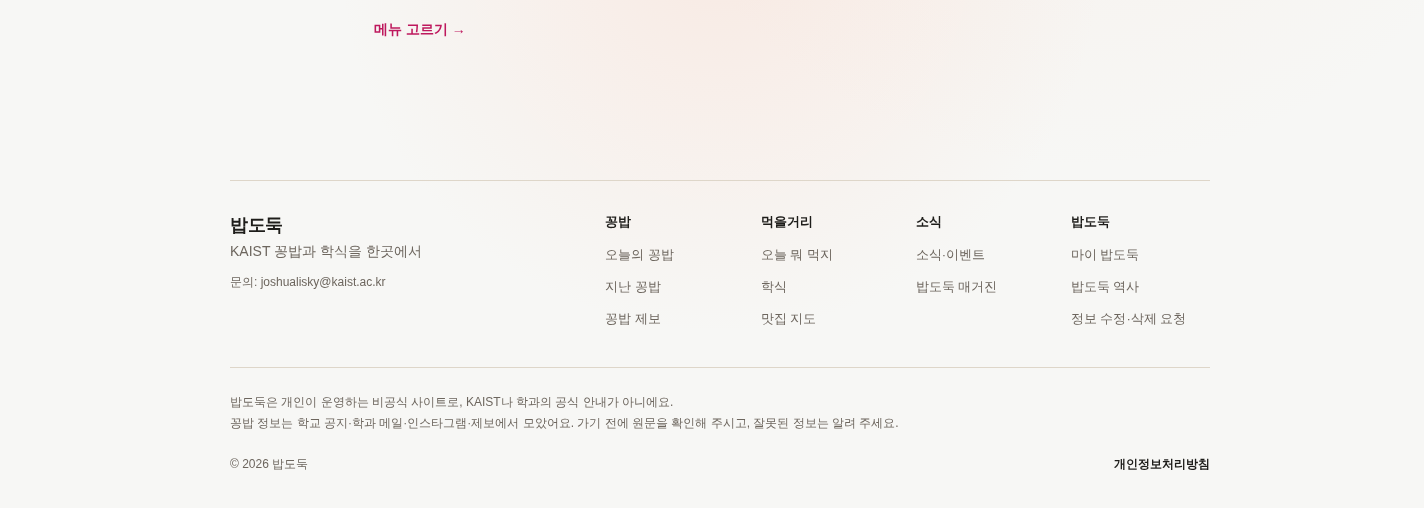 메뉴 고르기 →
밥도둑
KAIST 꽁밥과 학식을 한곳에서
문의: joshualisky@kaist.ac.kr
꽁밥
오늘의 꽁밥
지난 꽁밥
꽁밥 제보
먹을거리
오늘 뭐 먹지
학식
맛집 지도
소식
소식·이벤트
밥도둑 매거진
밥도둑
마이 밥도둑
밥도둑 역사
정보 수정·삭제 요청
밥도둑은 개인이 운영하는 비공식 사이트로, KAIST나 학과의 공식 안내가 아니에요.
꽁밥 정보는 학교 공지·학과 메일·인스타그램·제보에서 모았어요. 가기 전에 원문을 확인해 주시고, 잘못된 정보는 알려 주세요.
© 2026 밥도둑
개인정보처리방침